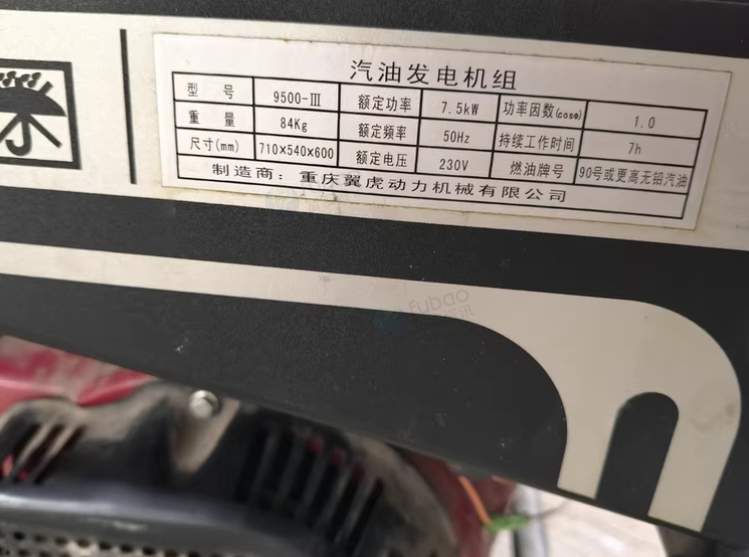 汽油发电机组
型号 9500-Ⅲ 额定功率 7.5kW 功率因数(cosφ) 1.0
重量 84Kg 额定频率 50Hz 持续工作时间 7h
尺寸(mm) 710×540×600 额定电压 230V 燃油牌号 90号或更高无铅汽油
制造商：重庆翼虎动力机械有限公司
fubao